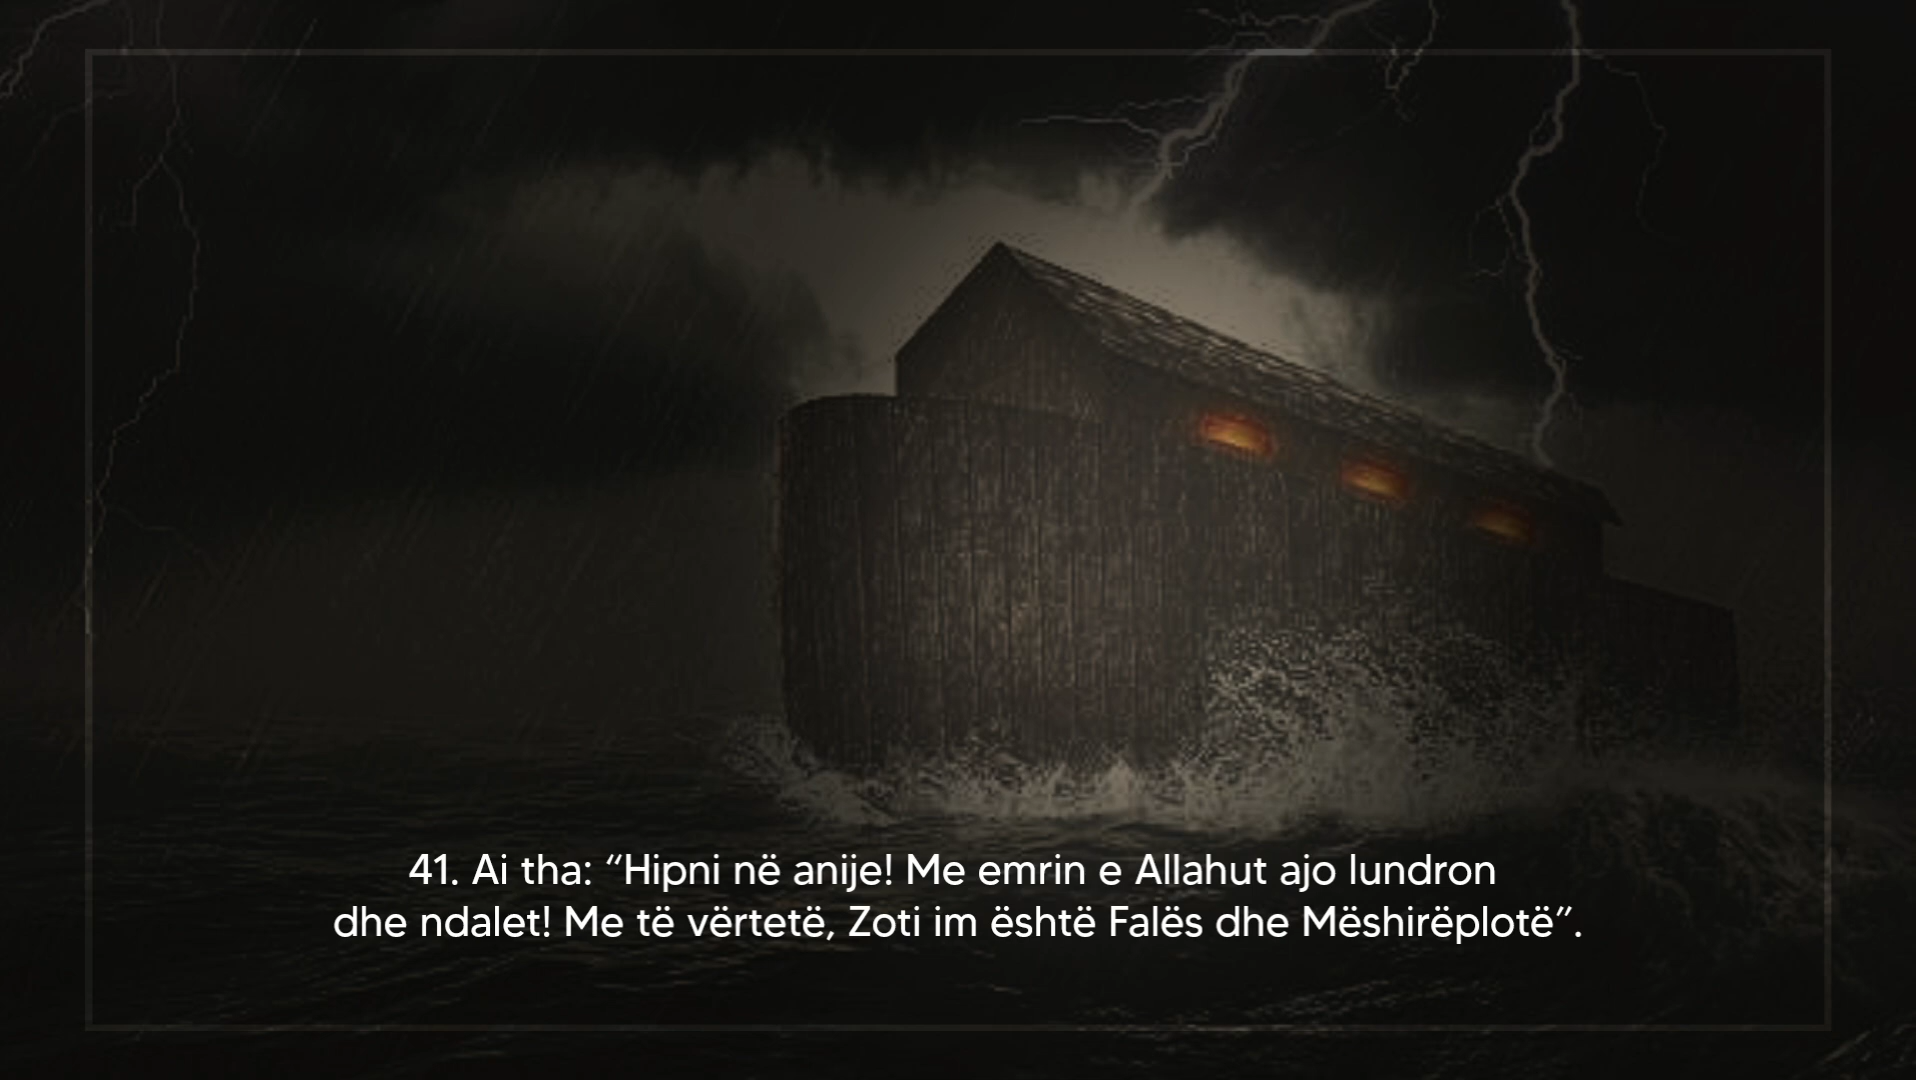 41. Ai tha: “Hipni në anije! Me emrin e Allahut ajo lundron
dhe ndalet! Me të vërtetë, Zoti im është Falës dhe Mëshirëplotë”.